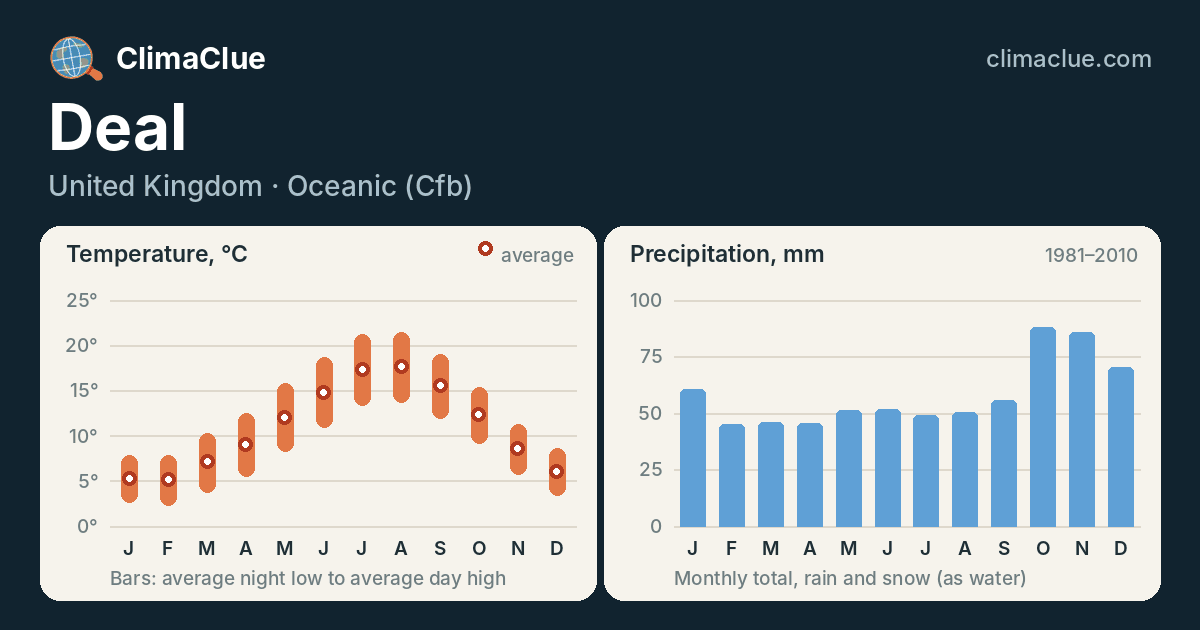 ClimaClue
climaclue.com
Deal
United Kingdom · Oceanic (Cfb)
Temperature, °C
average
25°
20°
15°
10°
5°
0°
J F M A M J J A S O N D
Bars: average night low to average day high
Precipitation, mm
1981–2010
100
75
50
25
0
J F M A M J J A S O N D
Monthly total, rain and snow (as water)